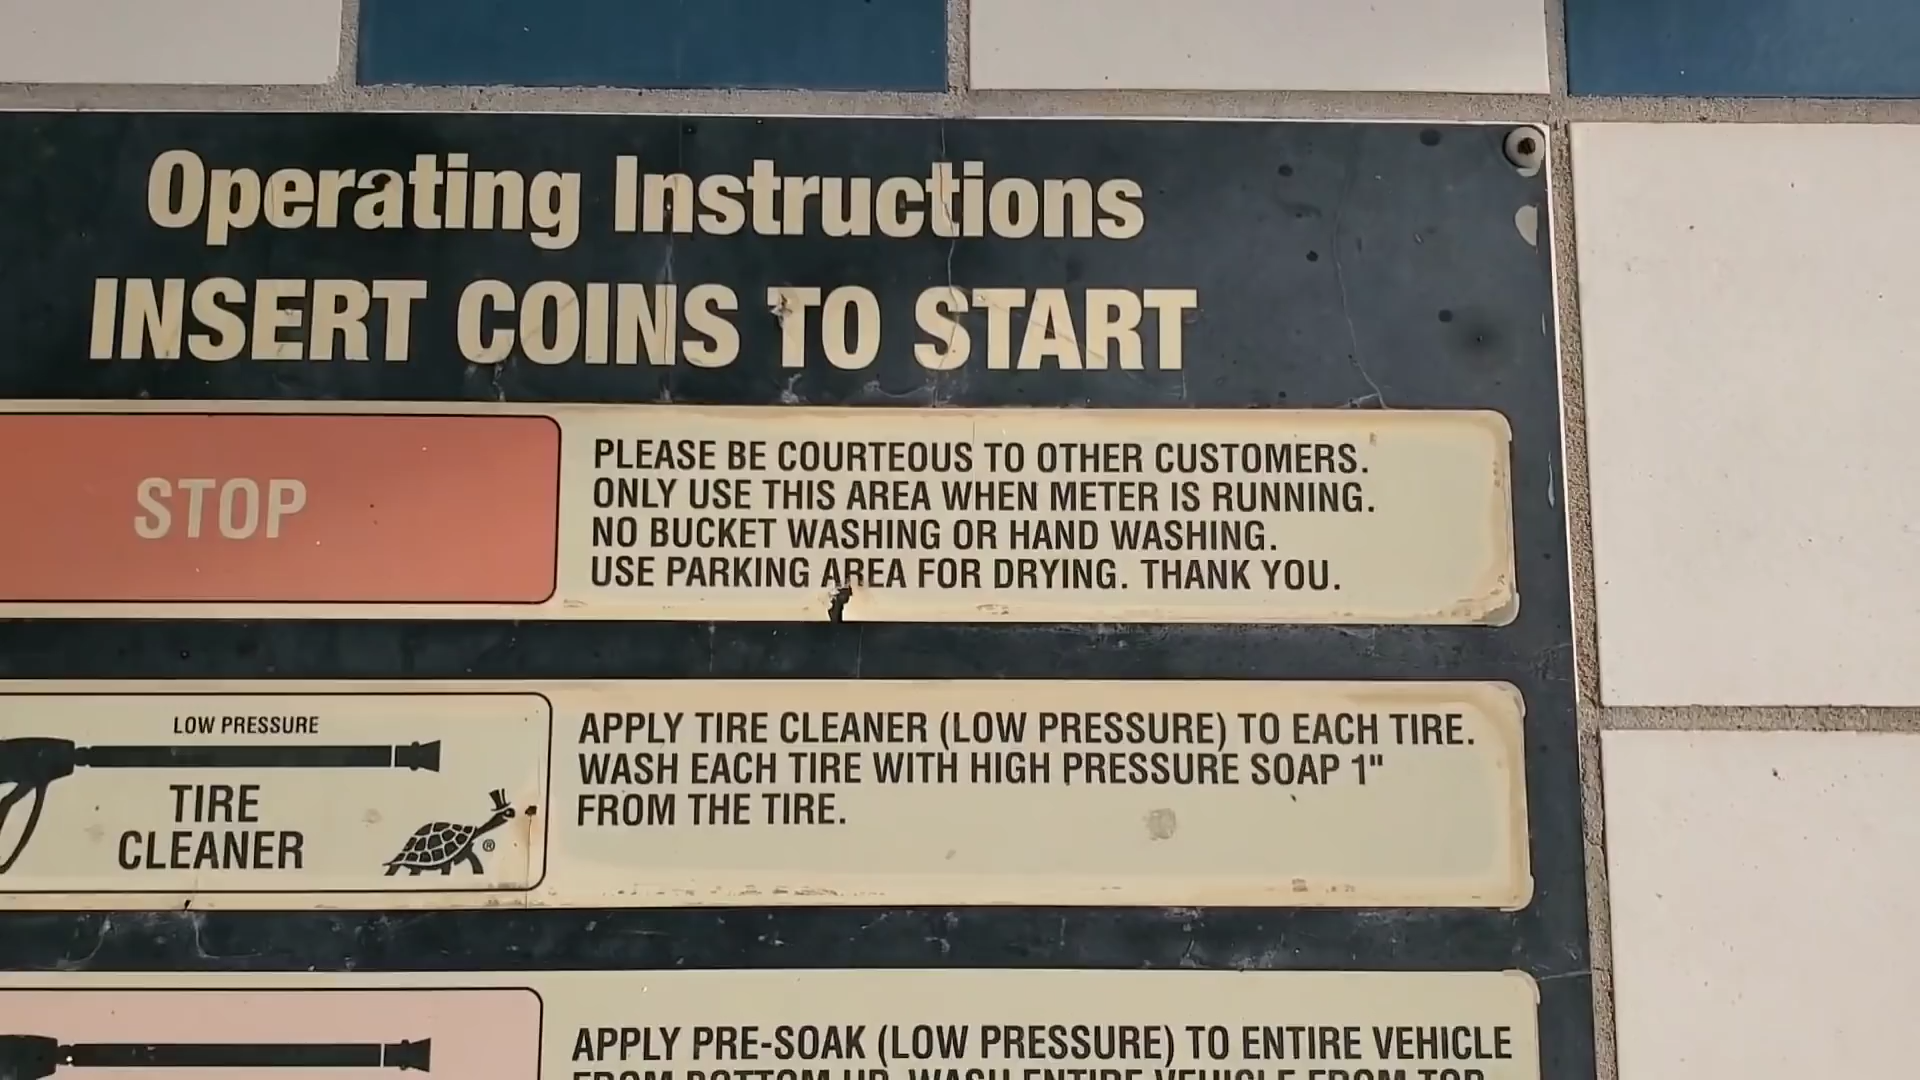 Operating Instructions
INSERT COINS TO START
STOP
PLEASE BE COURTEOUS TO OTHER CUSTOMERS.
ONLY USE THIS AREA WHEN METER IS RUNNING.
NO BUCKET WASHING OR HAND WASHING.
USE PARKING AREA FOR DRYING. THANK YOU.
LOW PRESSURE
TIRE
CLEANER
®
APPLY TIRE CLEANER (LOW PRESSURE) TO EACH TIRE.
WASH EACH TIRE WITH HIGH PRESSURE SOAP 1"
FROM THE TIRE.
APPLY PRE-SOAK (LOW PRESSURE) TO ENTIRE VEHICLE
FROM BOTTOM UP. WASH ENTIRE VEHICLE FROM TOP